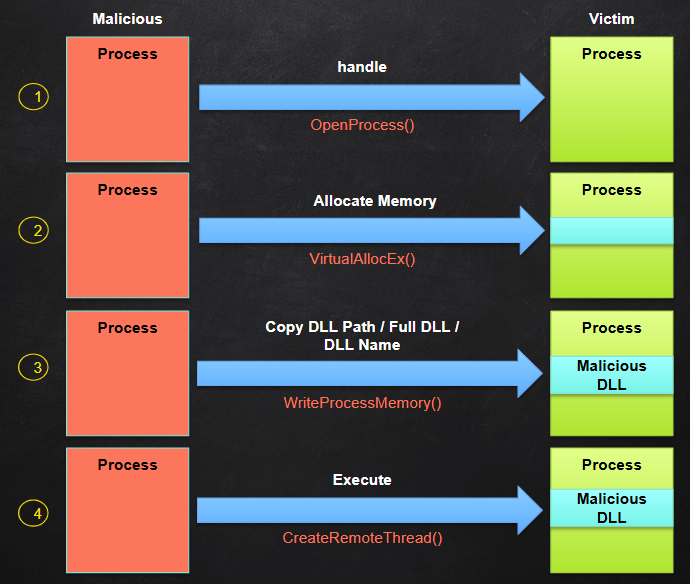 Malicious
Victim
1
Process
handle
OpenProcess()
Process
2
Process
Allocate Memory
VirtualAllocEx()
Process
3
Process
Copy DLL Path / Full DLL /
DLL Name
WriteProcessMemory()
Process
Malicious
DLL
4
Process
Execute
CreateRemoteThread()
Process
Malicious
DLL